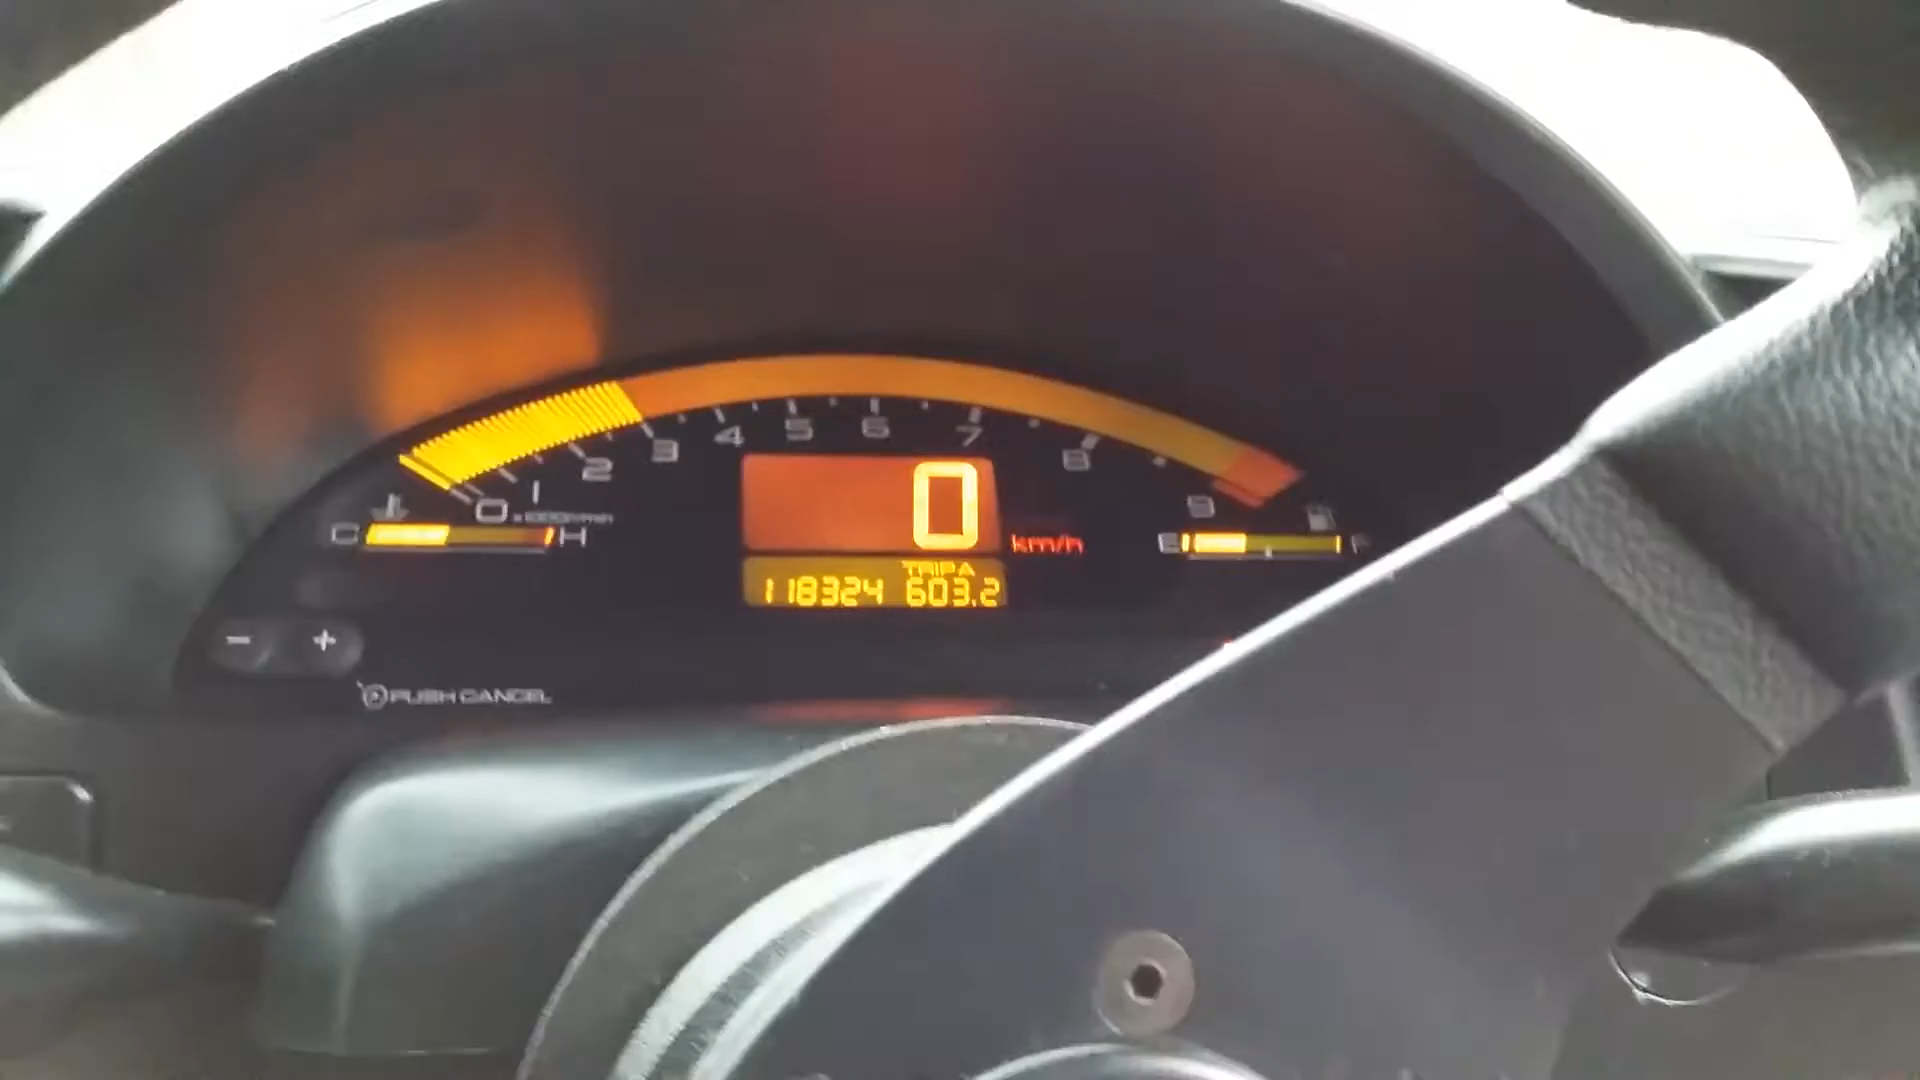 0 1 2 3 4 5 6 7 8 9
x1000r/min
C H
0 km/h
E F
TRIP A
118324 603.2
- +
PUSH CANCEL